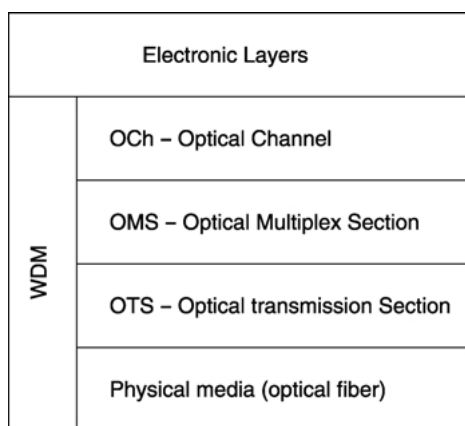 Electronic Layers
WDM
OCh – Optical Channel
OMS – Optical Multiplex Section
OTS – Optical transmission Section
Physical media (optical fiber)